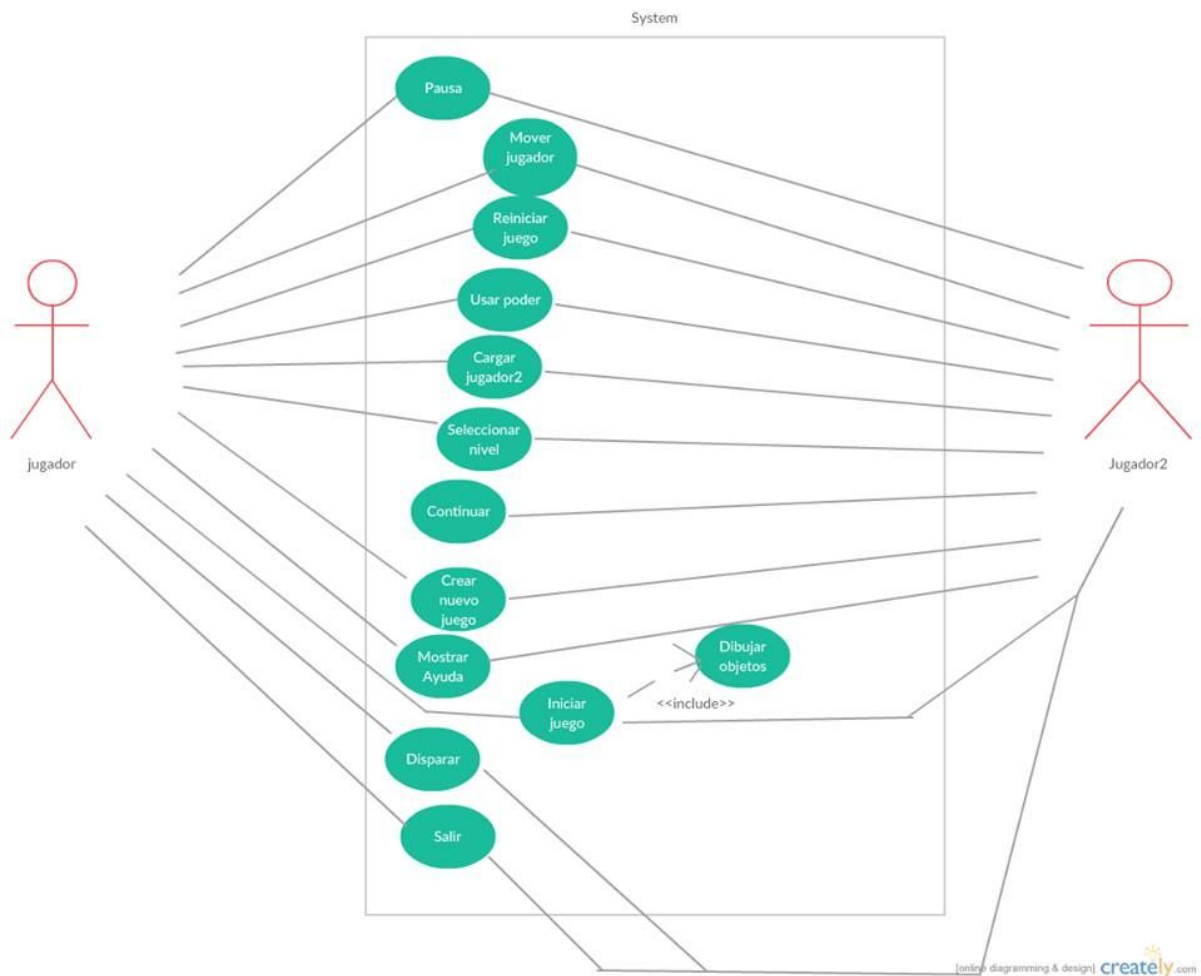 System
Pausa
Mover
jugador
Reiniciar
juego
Usar poder
Cargar
jugador2
Seleccionar
nivel
jugador
Jugador2
Continuar
Crear
nuevo
juego
Mostrar
Ayuda
Dibujar
objetos
<<include>>
Iniciar
juego
Disparar
Salir
[online diagramming & design] creately.com